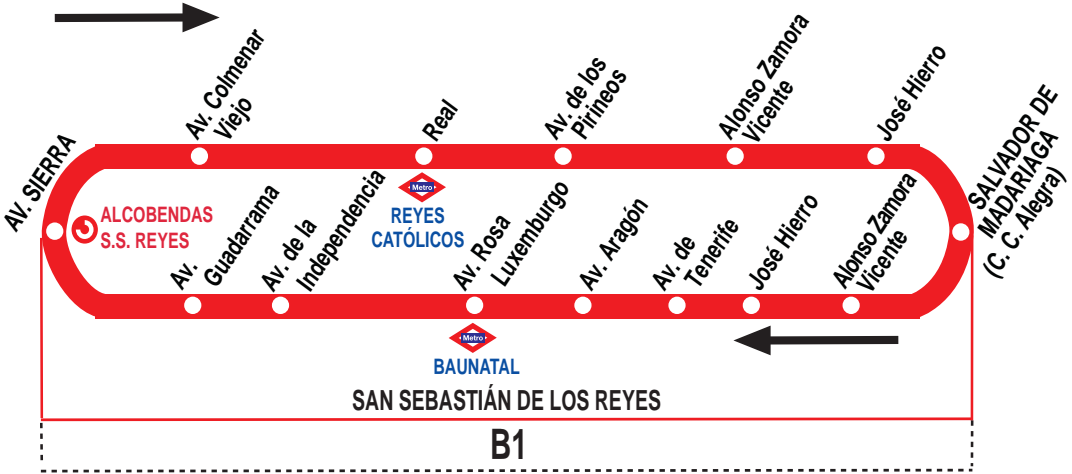 Av. Colmenar
Viejo
Real
Av. de los
Pirineos
Alonso Zamora
Vicente
José Hierro
AV. SIERRA
ALCOBENDAS
S.S. REYES
Metro
REYES
CATÓLICOS
SALVADOR DE
MADARIAGA
(C. C. Alegra)
Av.
Guadarrama
Av. de la
Independencia
Av. Rosa
Luxemburgo
Av. Aragón
Av. de
Tenerife
José Hierro
Alonso Zamora
Vicente
Metro
BAUNATAL
SAN SEBASTIÁN DE LOS REYES
B1